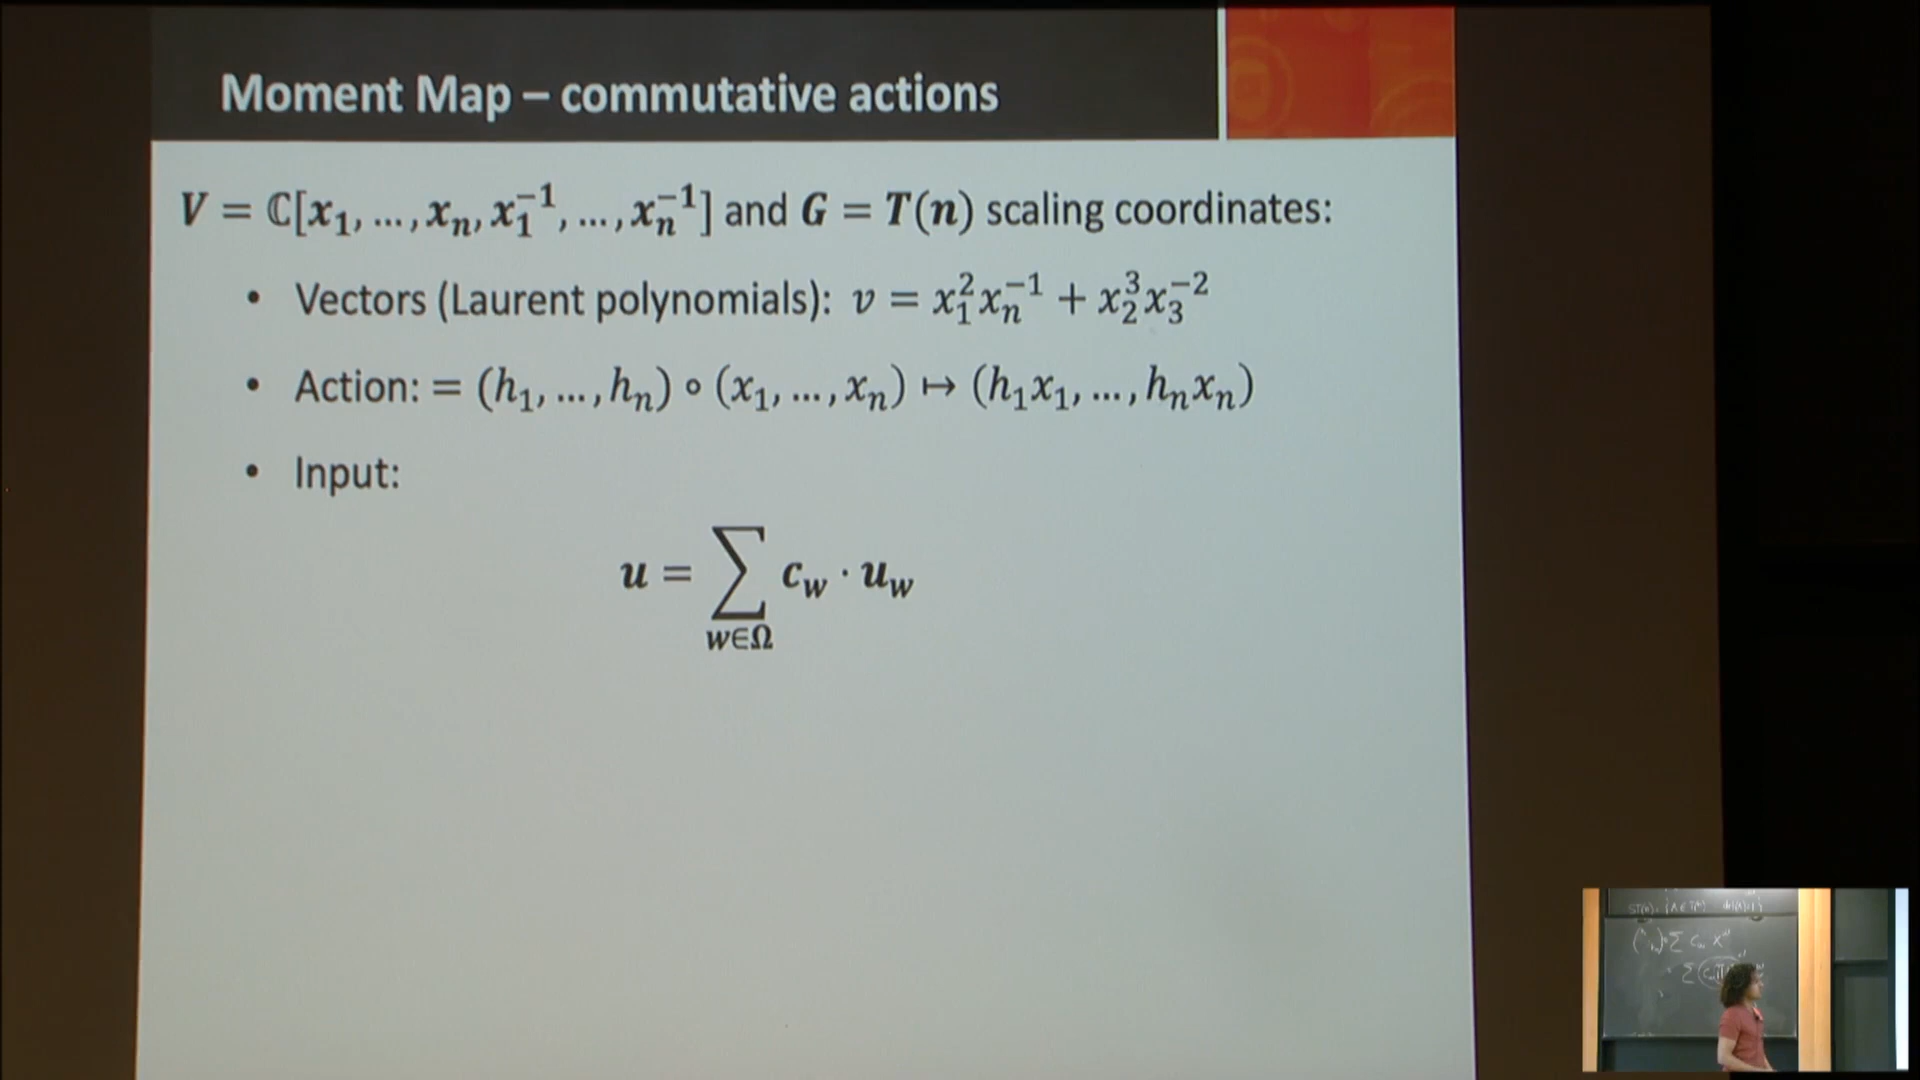 Moment Map – commutative actions
V = ℂ[x₁, …, xₙ, x₁⁻¹, …, xₙ⁻¹] and G = T(n) scaling coordinates:
• Vectors (Laurent polynomials): v = x₁²xₙ⁻¹ + x₂³x₃⁻²
• Action: = (h₁, …, hₙ) ∘ (x₁, …, xₙ) ↦ (h₁x₁, …, hₙxₙ)
• Input:
u = ∑ c_w · u_w
w∈Ω